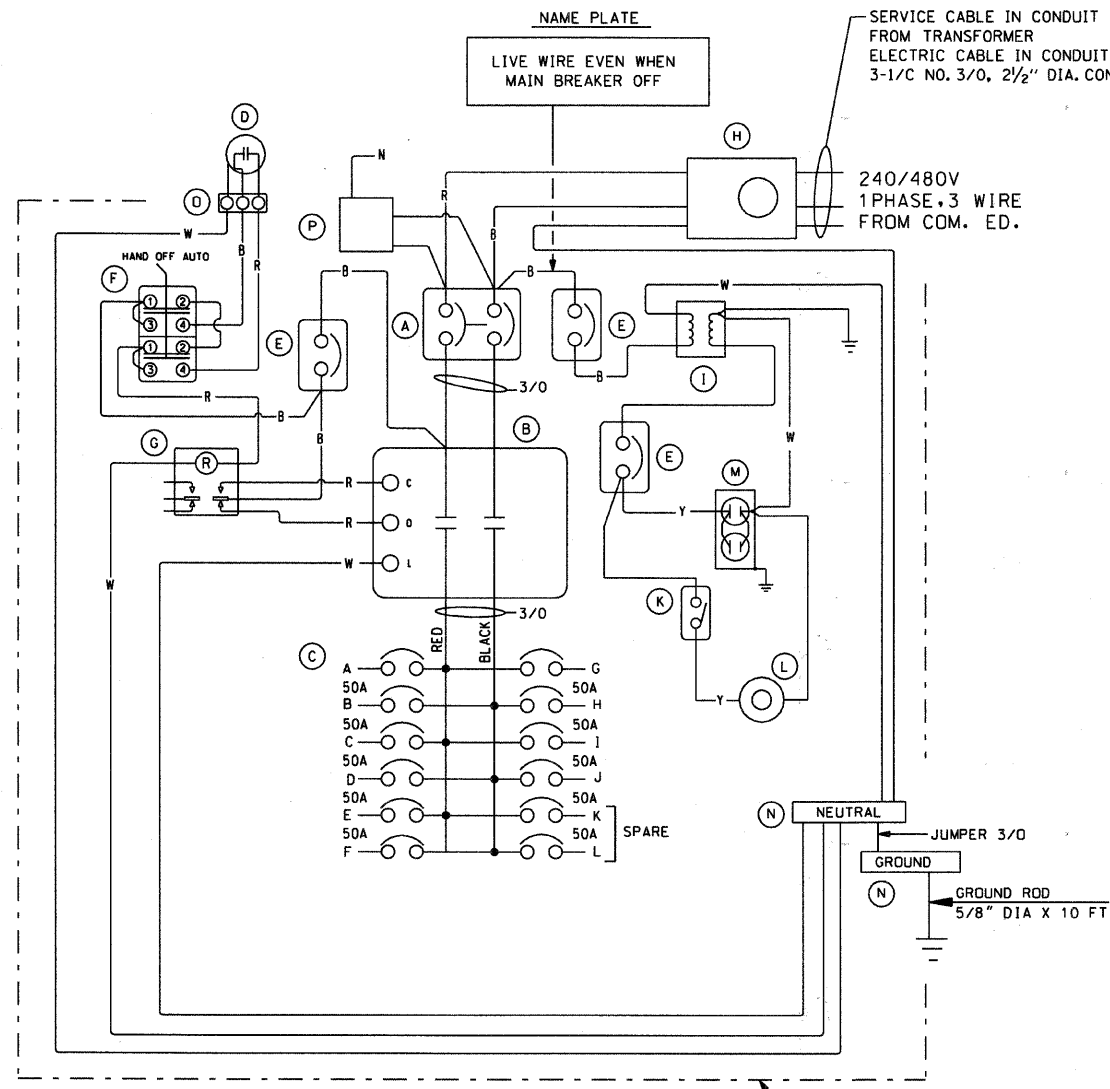 NAME PLATE
LIVE WIRE EVEN WHEN
MAIN BREAKER OFF
SERVICE CABLE IN CONDUIT
FROM TRANSFORMER
ELECTRIC CABLE IN CONDUIT
3-1/C NO. 3/0, 2½" DIA. CON
240/480V
1PHASE, 3 WIRE
FROM COM. ED.
D
H
N
O
P
R
B
W
B
R
HAND OFF AUTO
F
1 2
3 4
1 2
3 4
B
A
B
E
E
B
I
W
W
3/0
R
B
B
G
R
B
E
M
R C
R O
W L
Y
K
W
3/0
RED
BLACK
L
Y
C
A G
50A 50A
B H
50A 50A
C I
50A 50A
D J
50A 50A
E K
50A 50A
F L
SPARE
N
NEUTRAL
JUMPER 3/0
GROUND
N
GROUND ROD
5/8" DIA X 10 FT